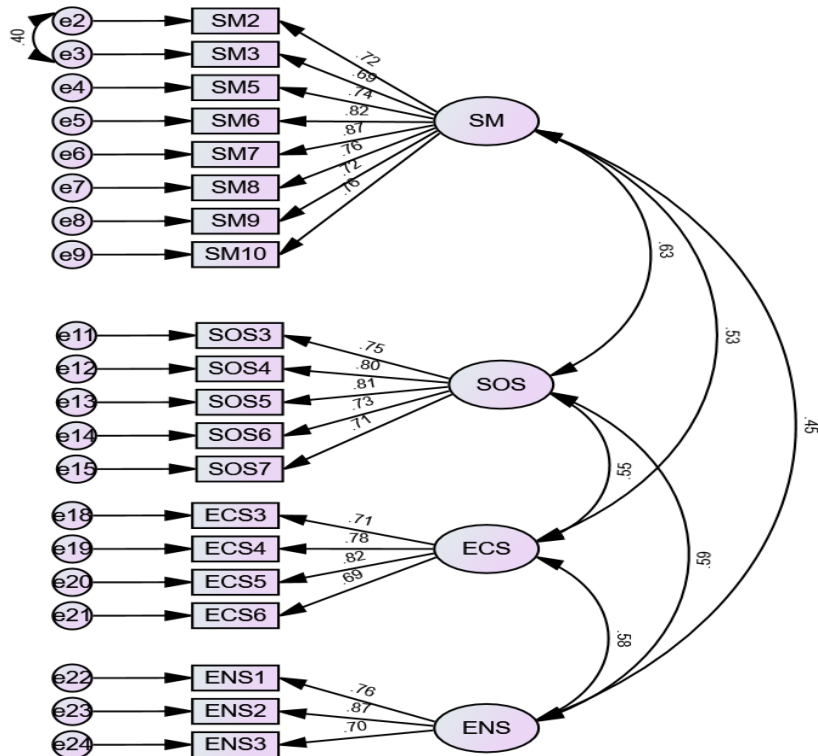 .40
e2
SM2
e3
SM3
e4
SM5
e5
SM6
e6
SM7
e7
SM8
e8
SM9
e9
SM10
.72
.69
.74
.82
.87
.76
.72
.76
SM
.63
.53
.45
e11
SOS3
e12
SOS4
e13
SOS5
e14
SOS6
e15
SOS7
.75
.80
.81
.73
.71
SOS
.55
.59
e18
ECS3
e19
ECS4
e20
ECS5
e21
ECS6
.71
.78
.82
.69
ECS
.58
e22
ENS1
e23
ENS2
e24
ENS3
.76
.87
.70
ENS